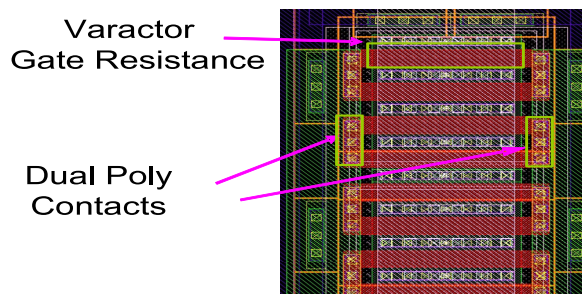 Varactor
Gate Resistance
Dual Poly
Contacts